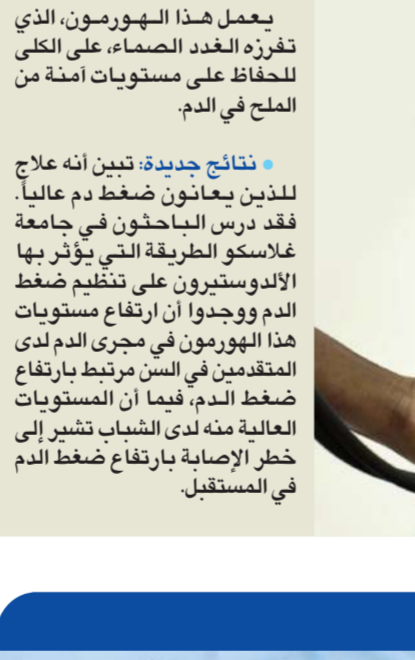 يعمل هذا الهورمون، الذي
تفرزه الغدد الصماء، على الكلى
للحفاظ على مستويات آمنة من
الملح في الدم.
• نتائج جديدة: تبين أنه علاج
للذين يعانون ضغط دم عالياً.
فقد درس الباحثون في جامعة
غلاسكو الطريقة التي يؤثر بها
الألدوستيرون على تنظيم ضغط
الدم ووجدوا أن ارتفاع مستويات
هذا الهورمون في مجرى الدم لدى
المتقدمين في السن مرتبط بارتفاع
ضغط الدم، فيما أن المستويات
العالية منه لدى الشباب تشير إلى
خطر الإصابة بارتفاع ضغط الدم
في المستقبل.